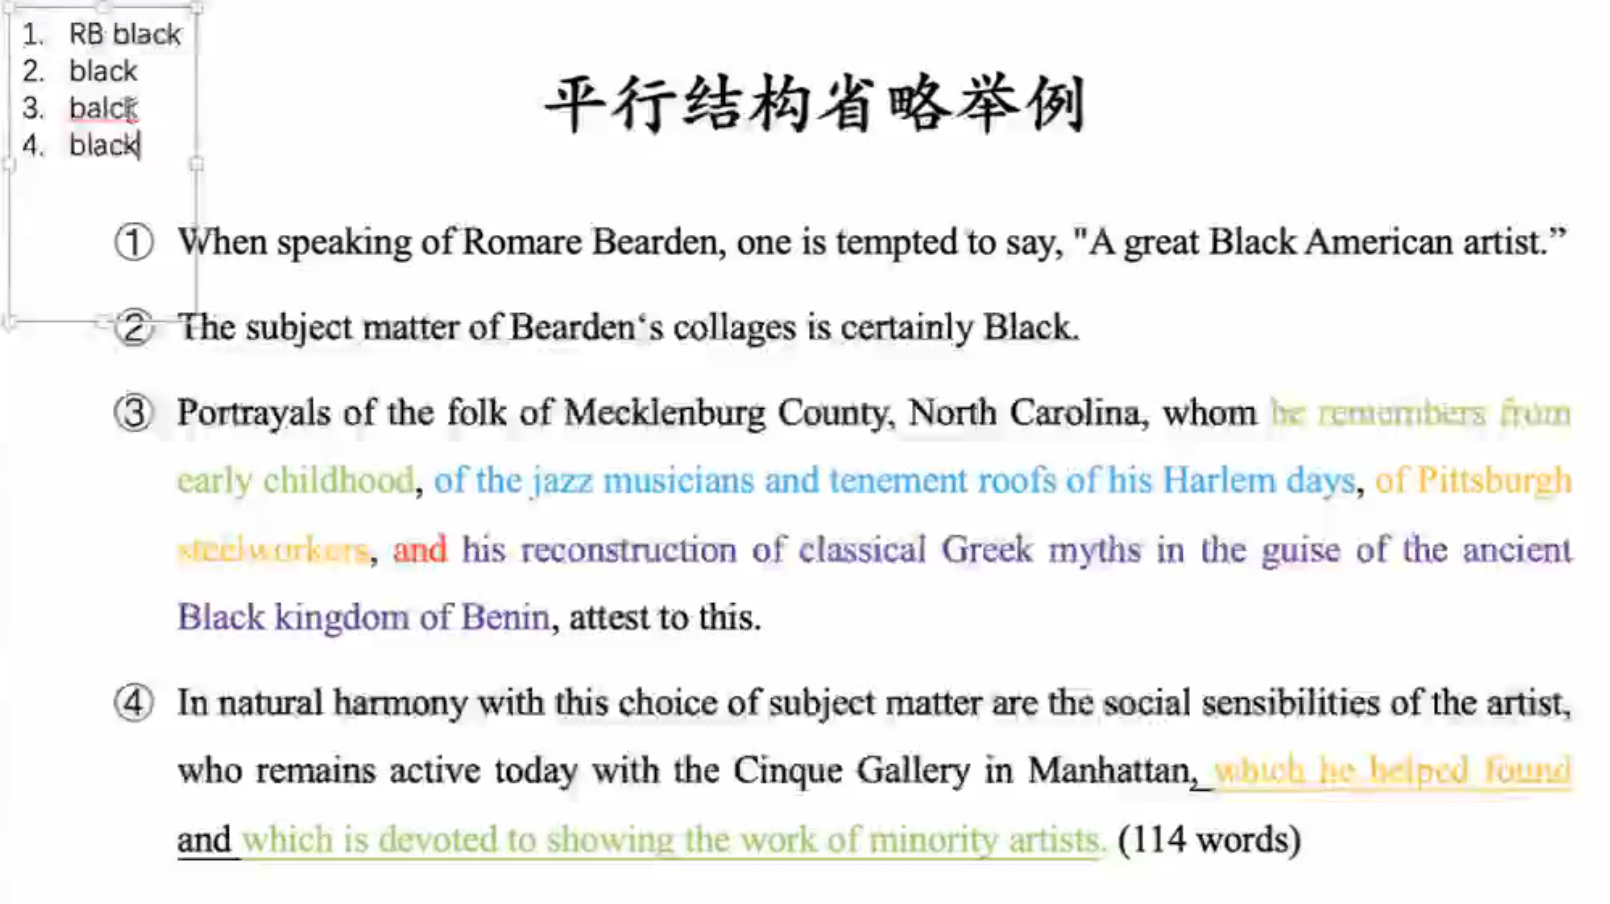 1. RB black
2. black
3. balck
4. black
平行结构省略举例
① When speaking of Romare Bearden, one is tempted to say, "A great Black American artist.”
② The subject matter of Bearden‘s collages is certainly Black.
③ Portrayals of the folk of Mecklenburg County, North Carolina, whom he remembers from
early childhood, of the jazz musicians and tenement roofs of his Harlem days, of Pittsburgh
steelworkers, and his reconstruction of classical Greek myths in the guise of the ancient
Black kingdom of Benin, attest to this.
④ In natural harmony with this choice of subject matter are the social sensibilities of the artist,
who remains active today with the Cinque Gallery in Manhattan, which he helped found
and which is devoted to showing the work of minority artists. (114 words)